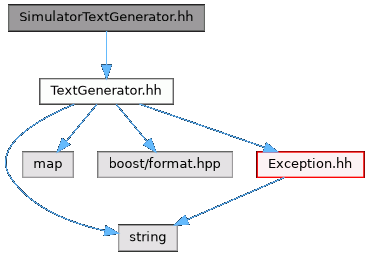 SimulatorTextGenerator.hh
TextGenerator.hh
map
boost/format.hpp
Exception.hh
string